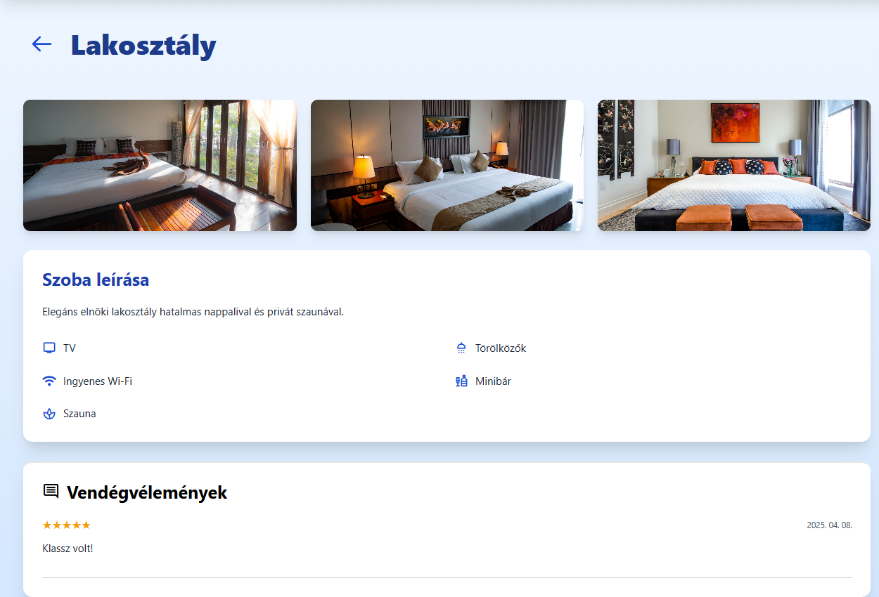 Lakosztály
Szoba leírása
Elegáns elnöki lakosztály hatalmas nappalival és privát szaunával.
TV
Törölközők
Ingyenes Wi-Fi
Minibár
Szauna
Vendégvélemények
★★★★★ 2025. 04. 08.
Klassz volt!